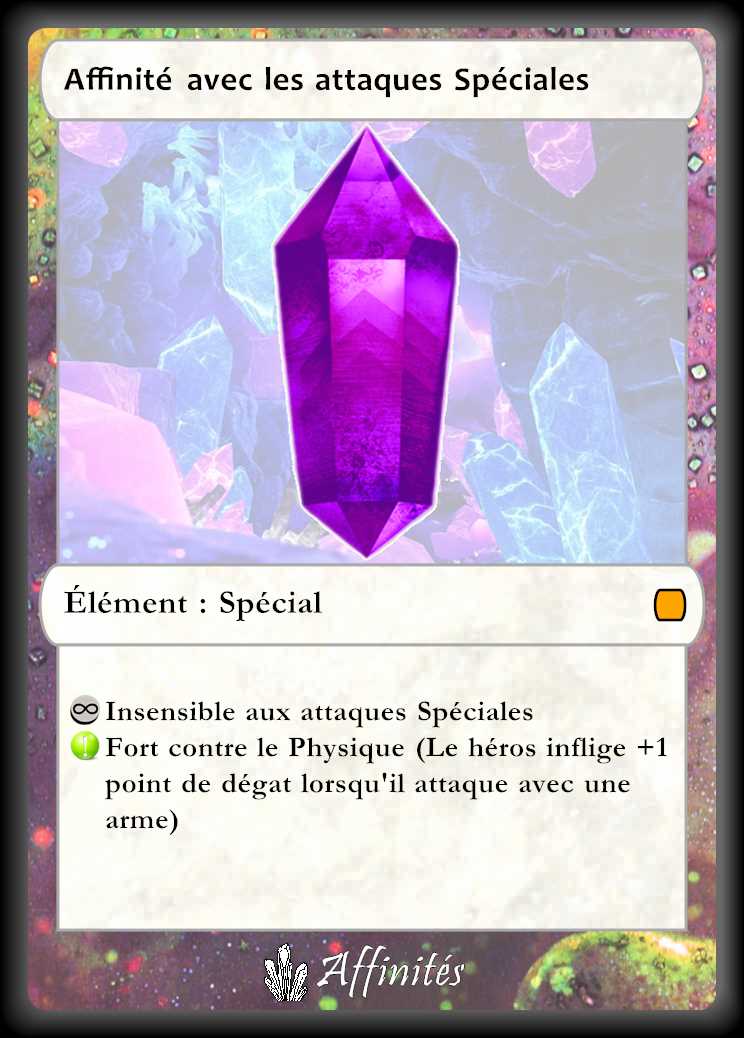 Affinité avec les attaques Spéciales
Élément : Spécial
∞ Insensible aux attaques Spéciales
! Fort contre le Physique (Le héros inflige +1
point de dégat lorsqu'il attaque avec une
arme)
Affinités